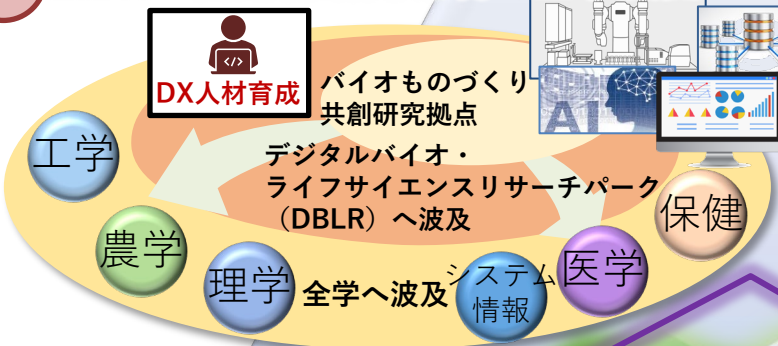 </>
DX人材育成
バイオものづくり
共創研究拠点
AI
デジタルバイオ・
ライフサイエンスリサーチパーク
（DBLR）へ波及
工学
農学
理学
全学へ波及
システム
情報
医学
保健